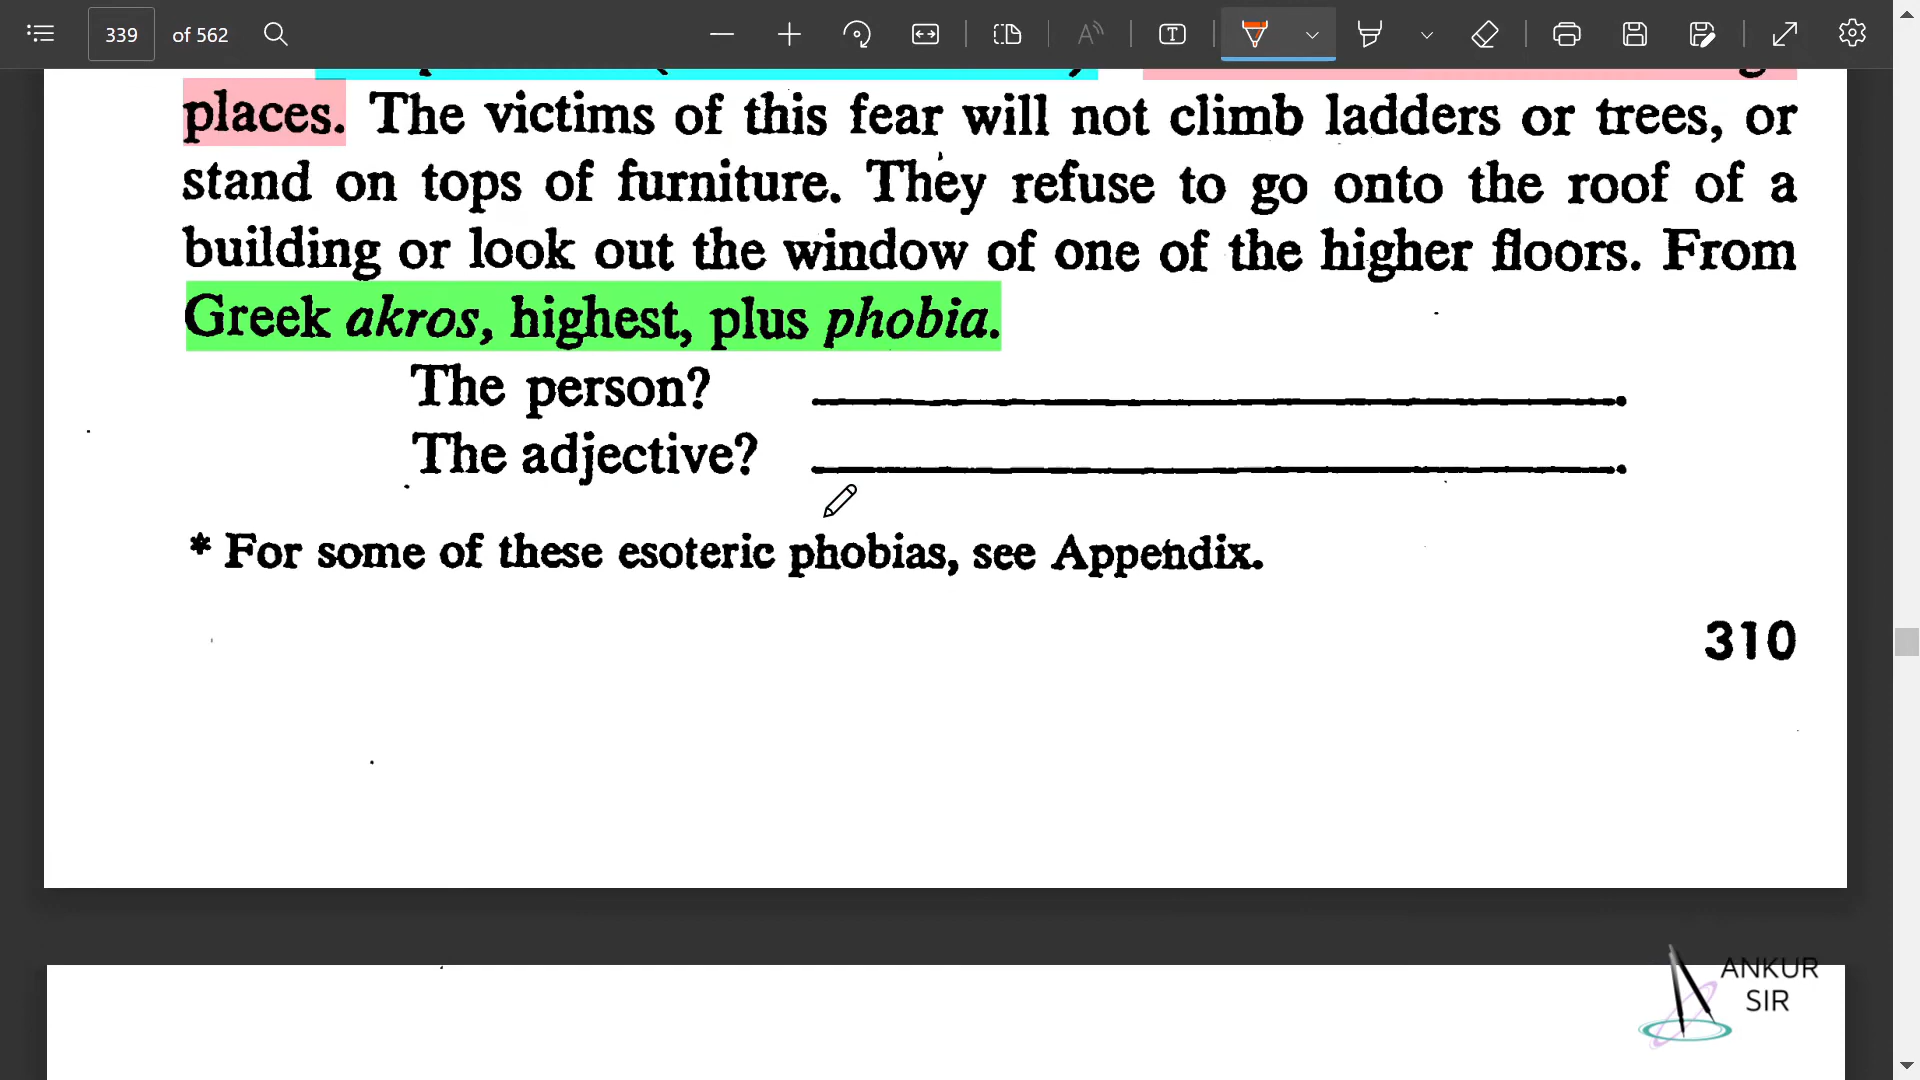 339 of 562
places. The victims of this fear will not climb ladders or trees, or
stand on tops of furniture. They refuse to go onto the roof of a
building or look out the window of one of the higher floors. From
Greek akros, highest, plus phobia.
The person?
The adjective?
* For some of these esoteric phobias, see Appendix.
310
ANKUR
SIR